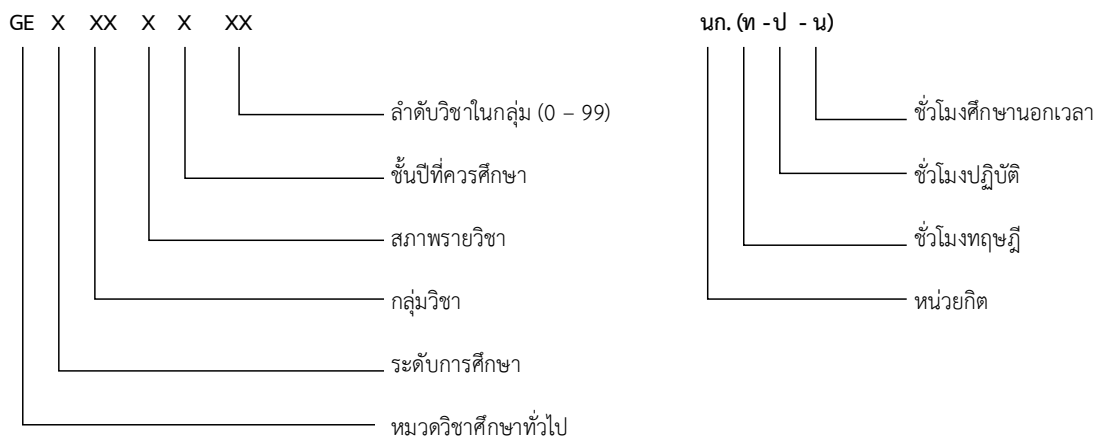 GE X XX X X XX นก. (ท - ป - น)
ลำดับวิชาในกลุ่ม (0 – 99) ชั่วโมงศึกษานอกเวลา
ชั้นปีที่ควรศึกษา ชั่วโมงปฏิบัติ
สภาพรายวิชา ชั่วโมงทฤษฎี
กลุ่มวิชา หน่วยกิต
ระดับการศึกษา
หมวดวิชาศึกษาทั่วไป